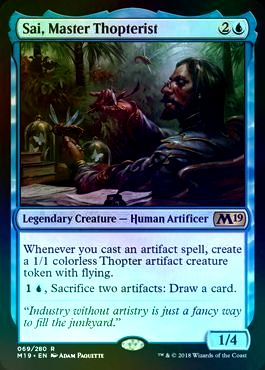 Sai, Master Thopterist 2
Legendary Creature — Human Artificer M19
Whenever you cast an artifact spell, create
a 1/1 colorless Thopter artifact creature
token with flying.
1, Sacrifice two artifacts: Draw a card.
“Industry without artistry is just a fancy way
to fill the junkyard.”
1/4
069/280 R
M19 • EN Adam Paquette ™ & © 2018 Wizards of the Coast